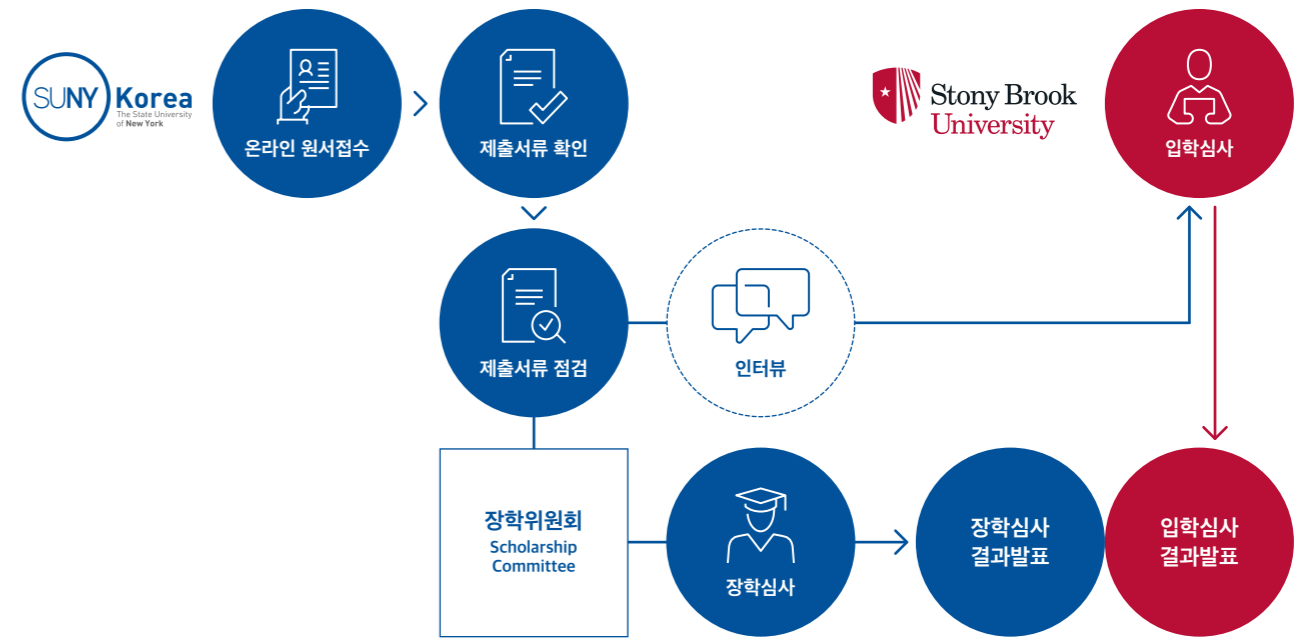 SUNY Korea
The State University
of New York
온라인 원서접수
제출서류 확인
Stony Brook
University
입학심사
제출서류 점검
인터뷰
장학위원회
Scholarship
Committee
장학심사
장학심사
결과발표
입학심사
결과발표